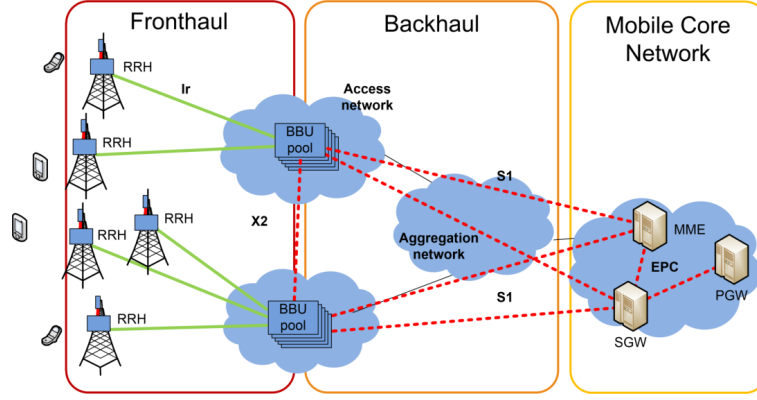 Fronthaul
Backhaul
Mobile Core
Network
RRH
Ir
Access
network
BBU
pool
RRH
S1
X2
RRH
RRH
Aggregation
network
MME
EPC
PGW
BBU
pool
S1
RRH
SGW